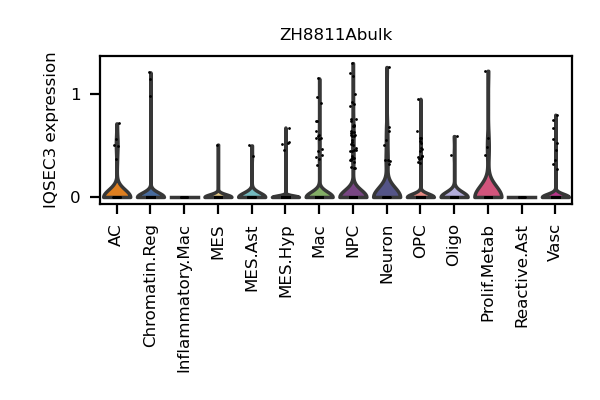 ZH8811Abulk
IQSEC3 expression
1
0
AC
Chromatin.Reg
Inflammatory.Mac
MES
MES.Ast
MES.Hyp
Mac
NPC
Neuron
OPC
Oligo
Prolif.Metab
Reactive.Ast
Vasc